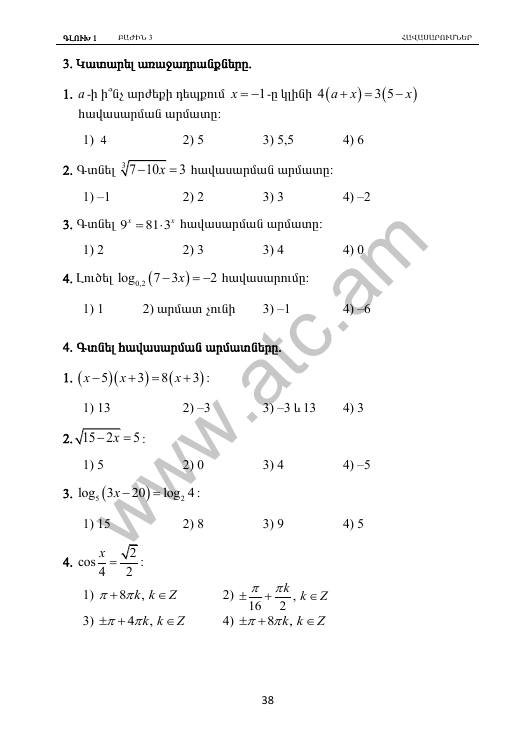 ԳԼՈՒԽ 1 ԲԱԺԻՆ 3 ՀԱՎԱՍԱՐՈՒՄՆԵՐ
3. Կատարել առաջադրանքները.
1. a -ի ի՞նչ արժեքի դեպքում x = −1 -ը կլինի 4(a + x) = 3(5 − x)
հավասարման արմատը:
1) 4 2) 5 3) 5,5 4) 6
2. Գտնել ∛(7−10x) = 3 հավասարման արմատը:
1) –1 2) 2 3) 3 4) –2
3. Գտնել 9ˣ = 81·3ˣ հավասարման արմատը:
1) 2 2) 3 3) 4 4) 0
4. Լուծել log₀,₂ (7 − 3x) = −2 հավասարումը:
1) 1 2) արմատ չունի 3) –1 4) –6
4. Գտնել հավասարման արմատները.
1. (x − 5)(x + 3) = 8(x + 3) :
1) 13 2) –3 3) –3 և 13 4) 3
2. √(15 − 2x) = 5 :
1) 5 2) 0 3) 4 4) –5
3. log₅ (3x − 20) = log₂ 4 :
1) 15 2) 8 3) 9 4) 5
4. cos x/4 = √2/2 :
1) π + 8πk, k ∈ Z 2) ± π/16 + πk/2, k ∈ Z
3) ±π + 4πk, k ∈ Z 4) ±π + 8πk, k ∈ Z
www.atc.am
38